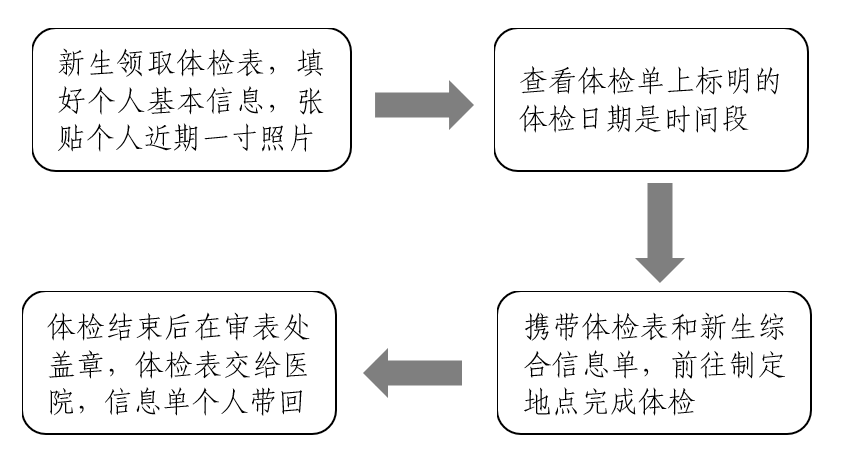 新生领取体检表，填
好个人基本信息，张
贴个人近期一寸照片
查看体检单上标明的
体检日期是时间段
携带体检表和新生综
合信息单，前往制定
地点完成体检
体检结束后在审表处
盖章，体检表交给医
院，信息单个人带回